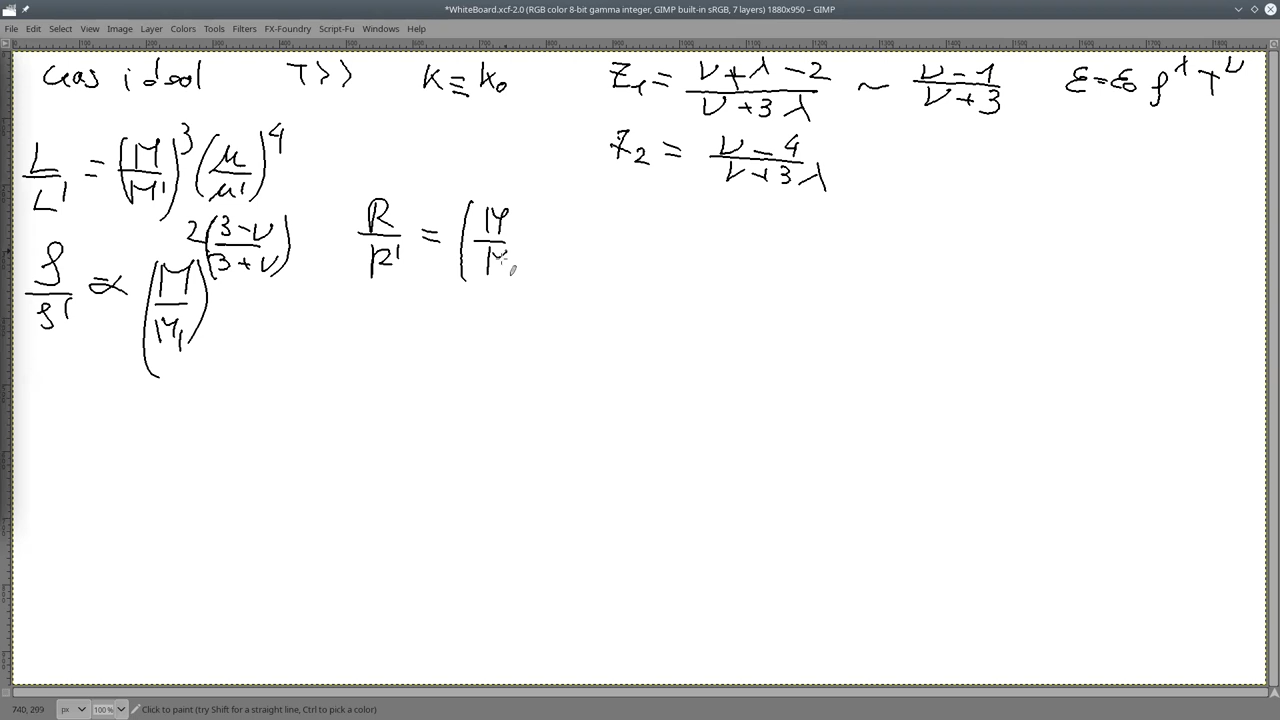 *WhiteBoard.xcf-2.0 (RGB color 8-bit gamma integer, GIMP built-in sRGB, 7 layers) 1880x950 – GIMP
File Edit Select View Image Layer Colors Tools Filters FX-Foundry Script-Fu Windows Help
Gas ideal T>> K ≡ K₀ Z₁ = (ν + λ − 2)/(ν + 3λ) ~ (ν − 1)/(ν + 3) ε = ε₀ ρ^λ T^ν
L/L' = (M/M')^3 (μ/μ')^4 Z₂ = (ν − 4)/(ν + 3λ)
ρ/ρ' ∝ (M/M₁)^2((3−ν)/(3+ν)) R/R' = (M/M
740, 299 px 100% Click to paint (try Shift for a straight line, Ctrl to pick a color)